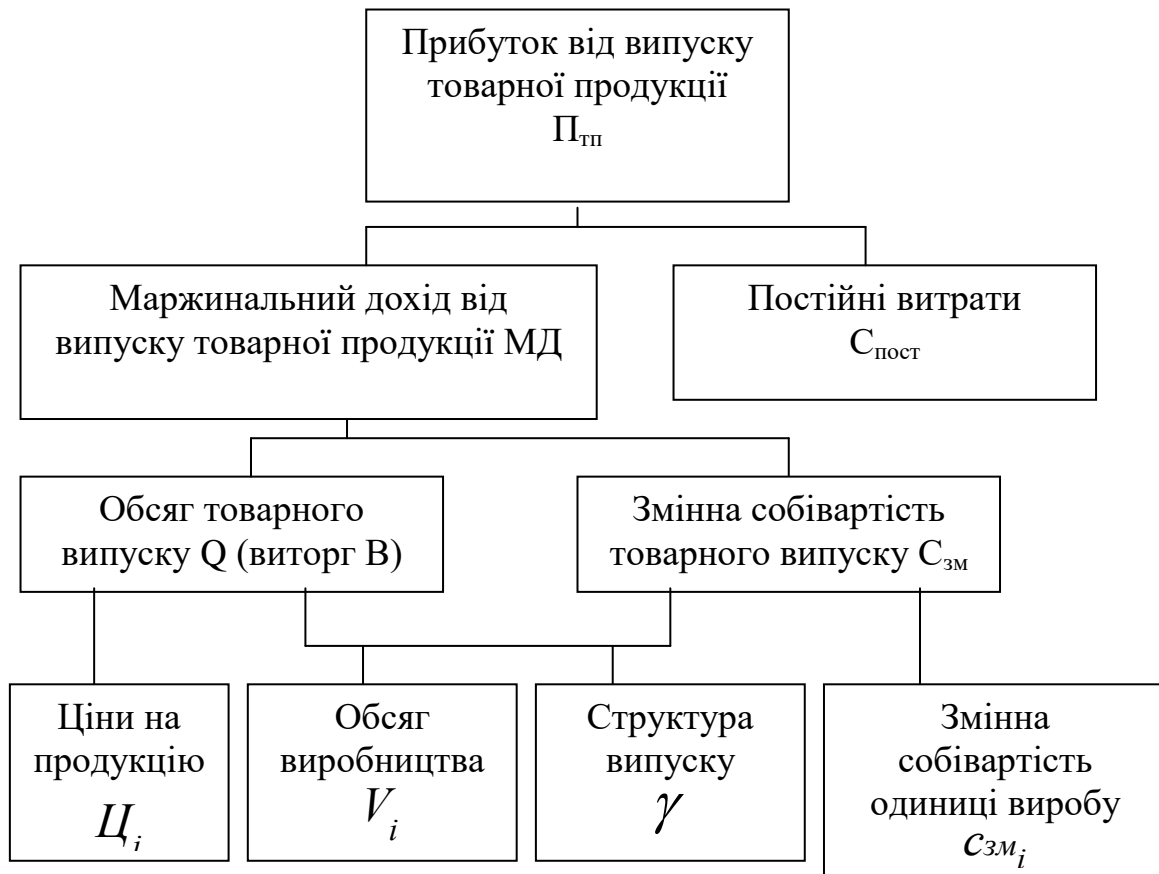 Прибуток від випуску
товарної продукції
Птп
Маржинальний дохід від
випуску товарної продукції МД
Постійні витрати
Спост
Обсяг товарного
випуску Q (виторг В)
Змінна собівартість
товарного випуску Сзм
Ціни на
продукцію
Цi
Обсяг
виробництва
Vi
Структура
випуску
γ
Змінна
собівартість
одиниці виробу
сзмi